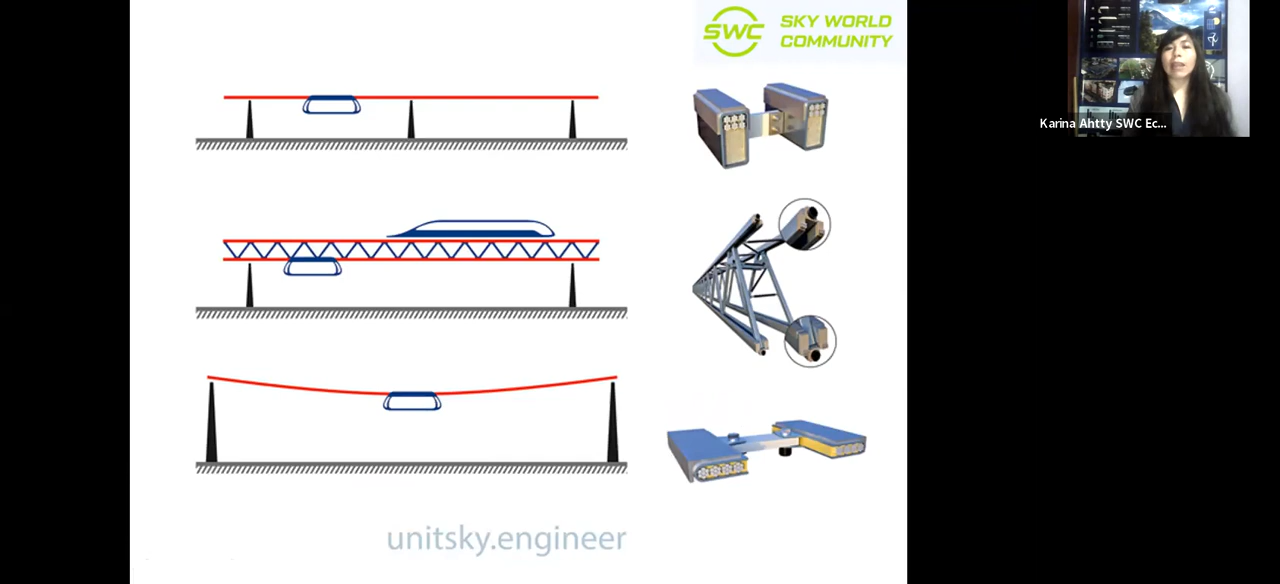 SWC
SKY WORLD
COMMUNITY
Karina Ahtty SWC Ec...
unitsky.engineer